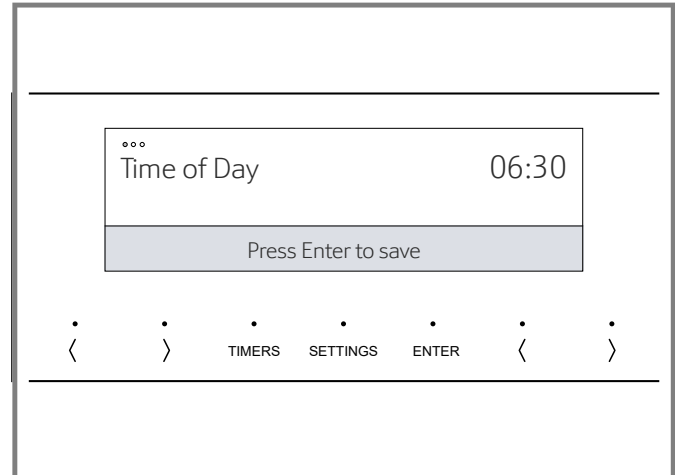 Time of Day 06:30
Press Enter to save
〈 〉 TIMERS SETTINGS ENTER 〈 〉